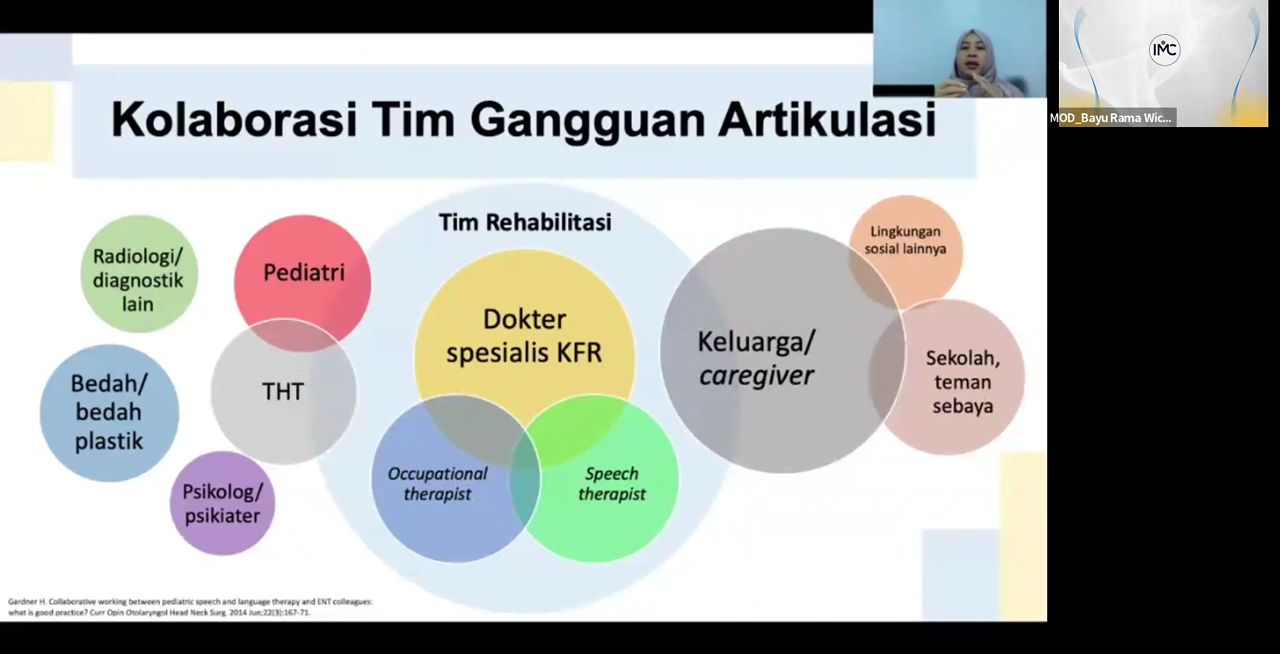 Kolaborasi Tim Gangguan Artikulasi
IMC
MOD_Bayu Rama Wic...
Tim Rehabilitasi
Radiologi/
diagnostik
lain
Pediatri
Dokter
spesialis KFR
Keluarga/
caregiver
Lingkungan
sosial lainnya
Bedah/
bedah
plastik
THT
Sekolah,
teman
sebaya
Psikolog/
psikiater
Occupational
therapist
Speech
therapist
Gardner H. Collaborative working between pediatric speech and language therapy and ENT colleagues:
what is good practice? Curr Opin Otolaryngol Head Neck Surg. 2014 Jun;22(3):167-71.